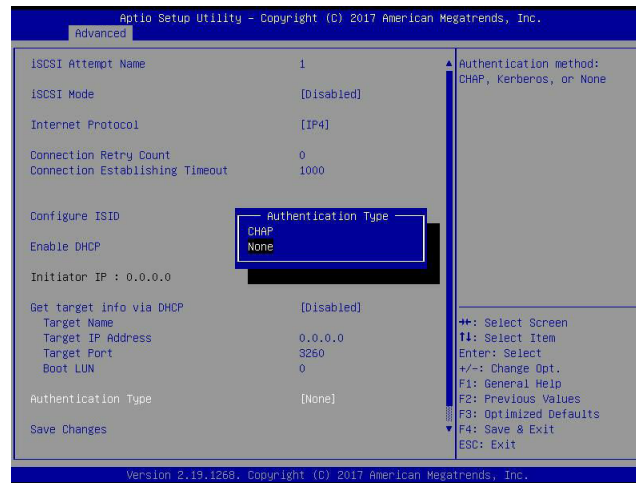 Aptio Setup Utility – Copyright (C) 2017 American Megatrends, Inc.
Advanced
iSCSI Attempt Name 1
iSCSI Mode [Disabled]
Internet Protocol [IP4]
Connection Retry Count 0
Connection Establishing Timeout 1000
Configure ISID
Enable DHCP
Initiator IP : 0.0.0.0
Get target info via DHCP [Disabled]
Target Name
Target IP Address 0.0.0.0
Target Port 3260
Boot LUN 0
Authentication Type [None]
Save Changes
Authentication Type
CHAP
None
Authentication method:
CHAP, Kerberos, or None
→←: Select Screen
↑↓: Select Item
Enter: Select
+/-: Change Opt.
F1: General Help
F2: Previous Values
F3: Optimized Defaults
F4: Save & Exit
ESC: Exit
Version 2.19.1268. Copyright (C) 2017 American Megatrends, Inc.